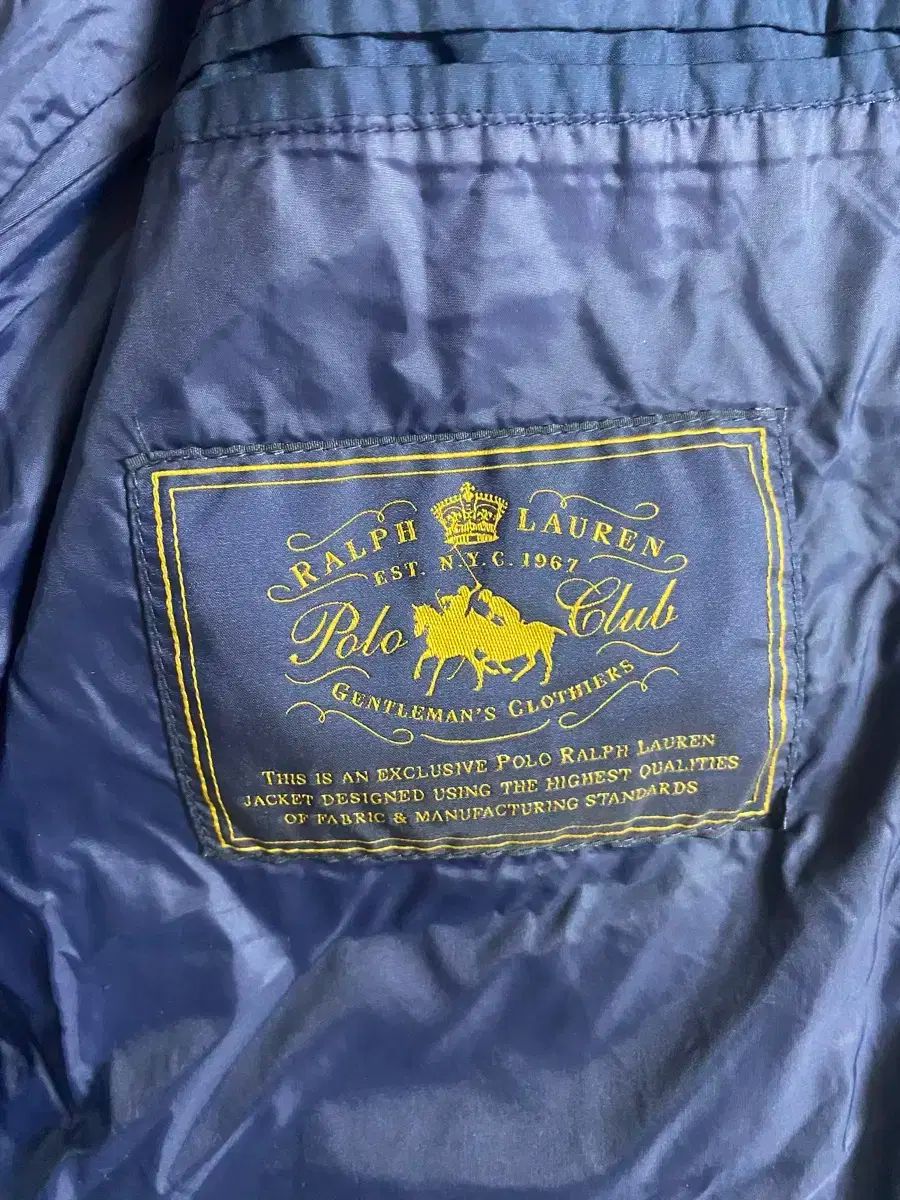 RALPH LAUREN
EST. N.Y.C. 1967
Polo Club
GENTLEMAN'S CLOTHIERS
THIS IS AN EXCLUSIVE POLO RALPH LAUREN
JACKET DESIGNED USING THE HIGHEST QUALITIES
OF FABRIC & MANUFACTURING STANDARDS